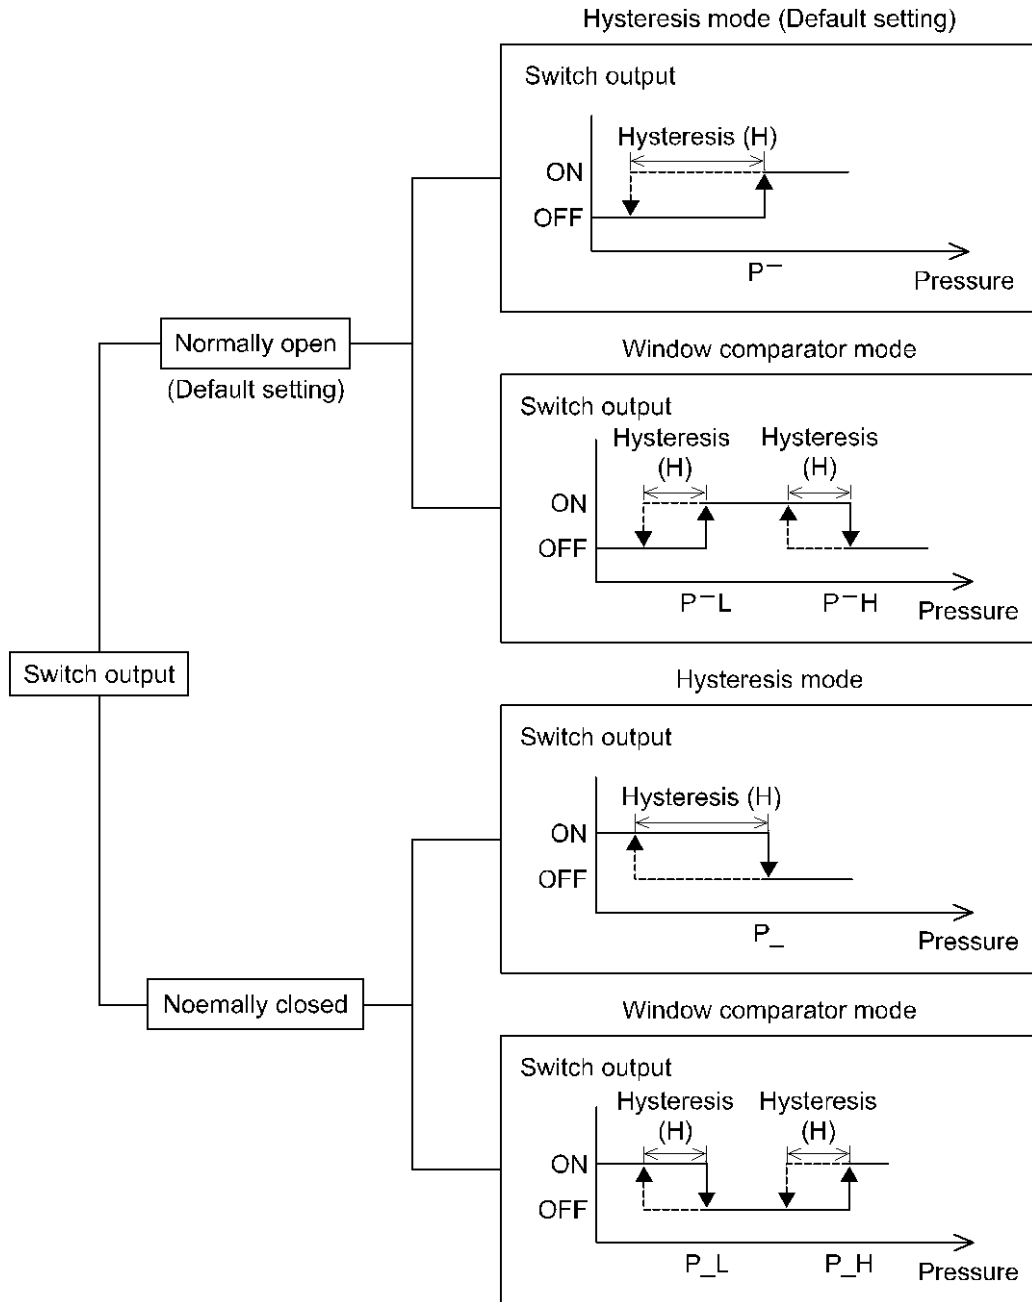 Hysteresis mode (Default setting)
Switch output
Hysteresis (H)
ON
OFF
P¯
Pressure
Normally open
(Default setting)
Window comparator mode
Switch output
Hysteresis
(H)
Hysteresis
(H)
ON
OFF
P¯L
P¯H
Pressure
Switch output
Hysteresis mode
Switch output
Hysteresis (H)
ON
OFF
P_
Pressure
Noemally closed
Window comparator mode
Switch output
Hysteresis
(H)
Hysteresis
(H)
ON
OFF
P_L
P_H
Pressure